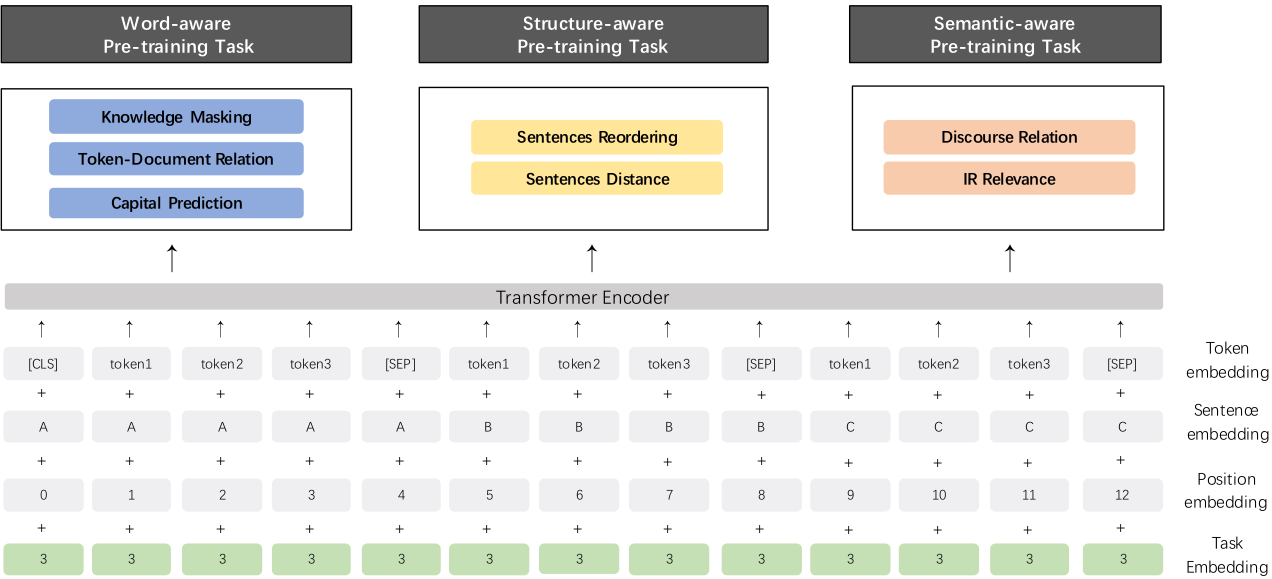 Word-aware
Pre-training Task
Structure-aware
Pre-training Task
Semantic-aware
Pre-training Task
Knowledge Masking
Token-Document Relation
Capital Prediction
Sentences Reordering
Sentences Distance
Discourse Relation
IR Relevance
Transformer Encoder
[CLS] token1 token2 token3 [SEP] token1 token2 token3 [SEP] token1 token2 token3 [SEP]
Token
embedding
+ + + + + + + + + + + + +
A A A A A B B B B C C C C
Sentence
embedding
+ + + + + + + + + + + + +
0 1 2 3 4 5 6 7 8 9 10 11 12
Position
embedding
+ + + + + + + + + + + + +
3 3 3 3 3 3 3 3 3 3 3 3 3
Task
Embedding